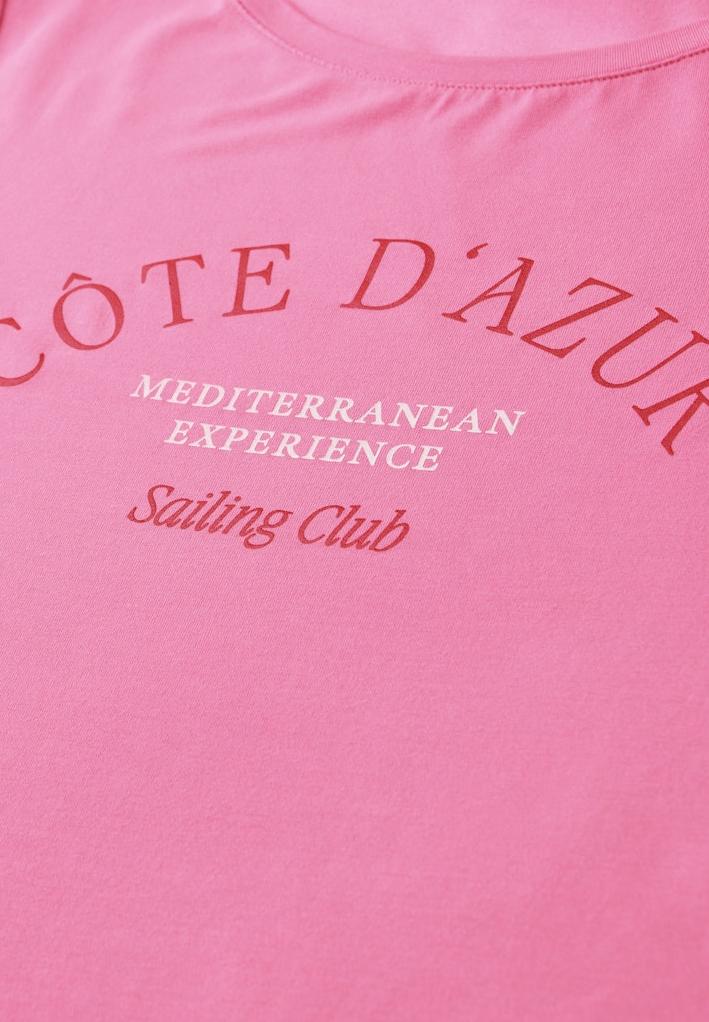 CÔTE D‘AZUR
MEDITERRANEAN
EXPERIENCE
Sailing Club